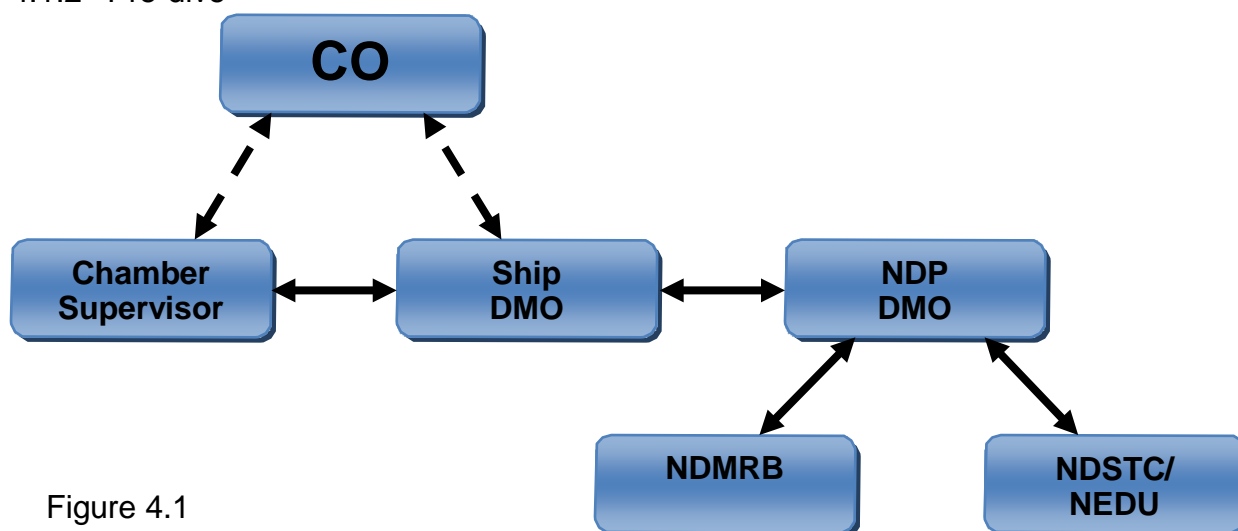 CO
Chamber
Supervisor
Ship
DMO
NDP
DMO
NDMRB
NDSTC/
NEDU
Figure 4.1